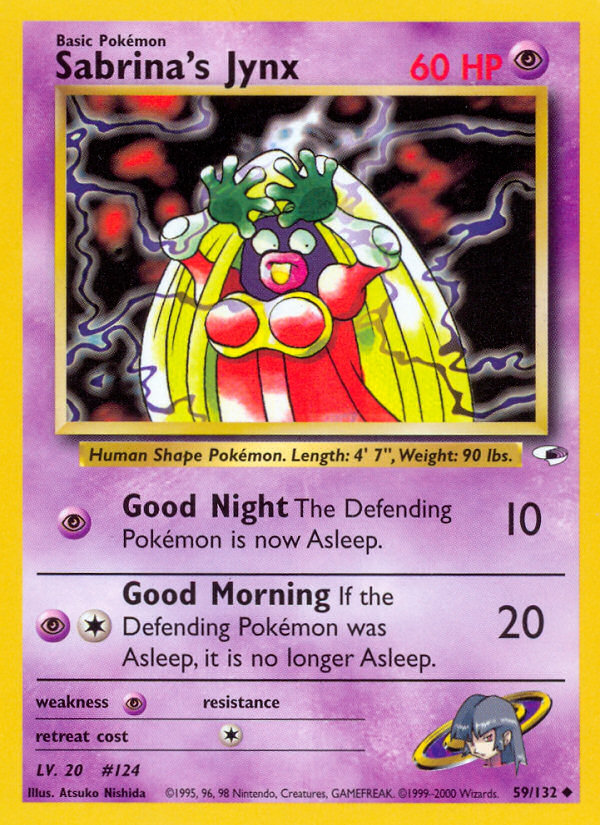 Basic Pokémon
Sabrina's Jynx
60 HP
Human Shape Pokémon. Length: 4' 7", Weight: 90 lbs.
Good Night The Defending
Pokémon is now Asleep.
10
Good Morning If the
Defending Pokémon was
Asleep, it is no longer Asleep.
20
weakness
resistance
retreat cost
LV. 20 #124
Illus. Atsuko Nishida
©1995, 96, 98 Nintendo, Creatures, GAMEFREAK. ©1999-2000 Wizards.
59/132